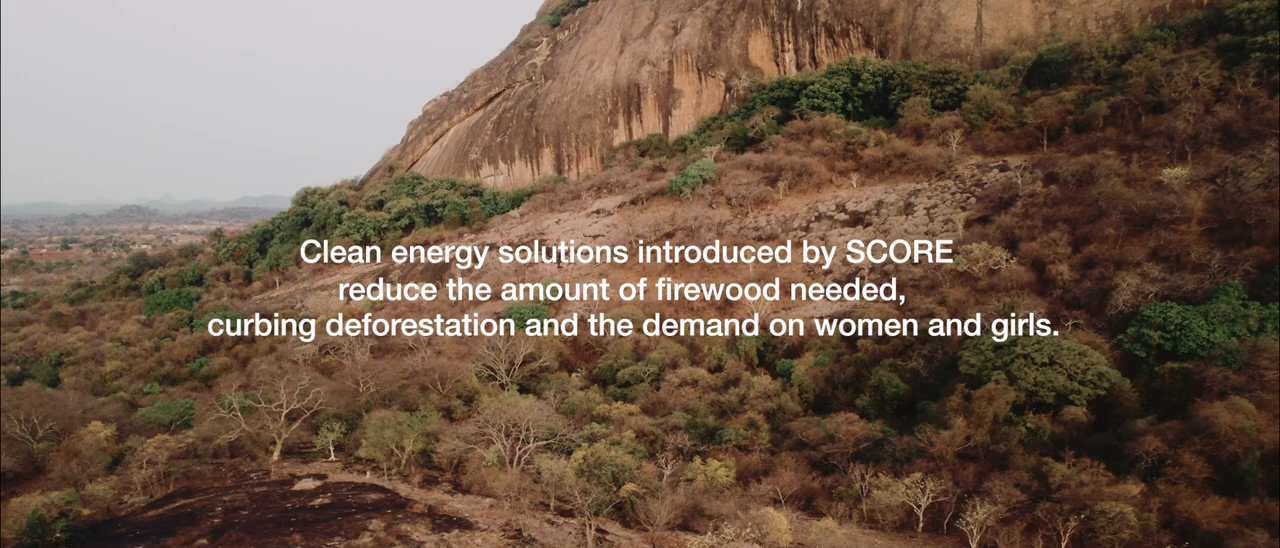 Clean energy solutions introduced by SCORE
reduce the amount of firewood needed,
curbing deforestation and the demand on women and girls.